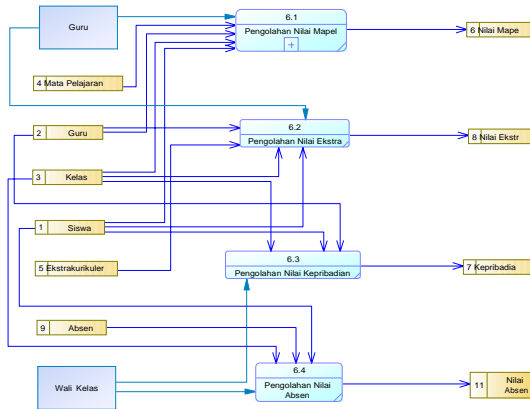 Guru
6.1
Pengolahan Nilai Mapel
+
6 Nilai Mape
4 Mata Pelajaran
2 Guru
6.2
Pengolahan Nilai Ekstra
8 Nilai Ekstr
3 Kelas
1 Siswa
5 Ekstrakurikuler
6.3
Pengolahan Nilai Kepribadian
7 Kepribadia
9 Absen
Wali Kelas
6.4
Pengolahan Nilai
Absen
11 Nilai
Absen